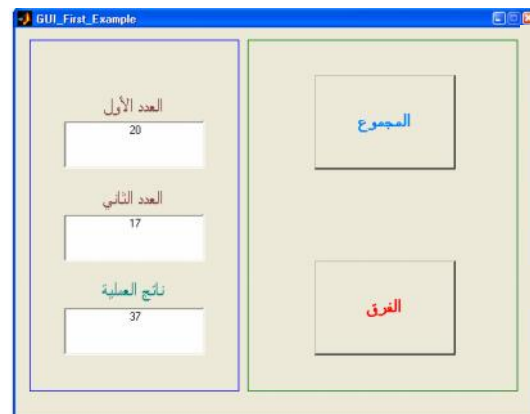 GUI_First_Example
العدد الأول
20
العدد الثاني
17
ناتج العملية
37
المجموع
الفرق